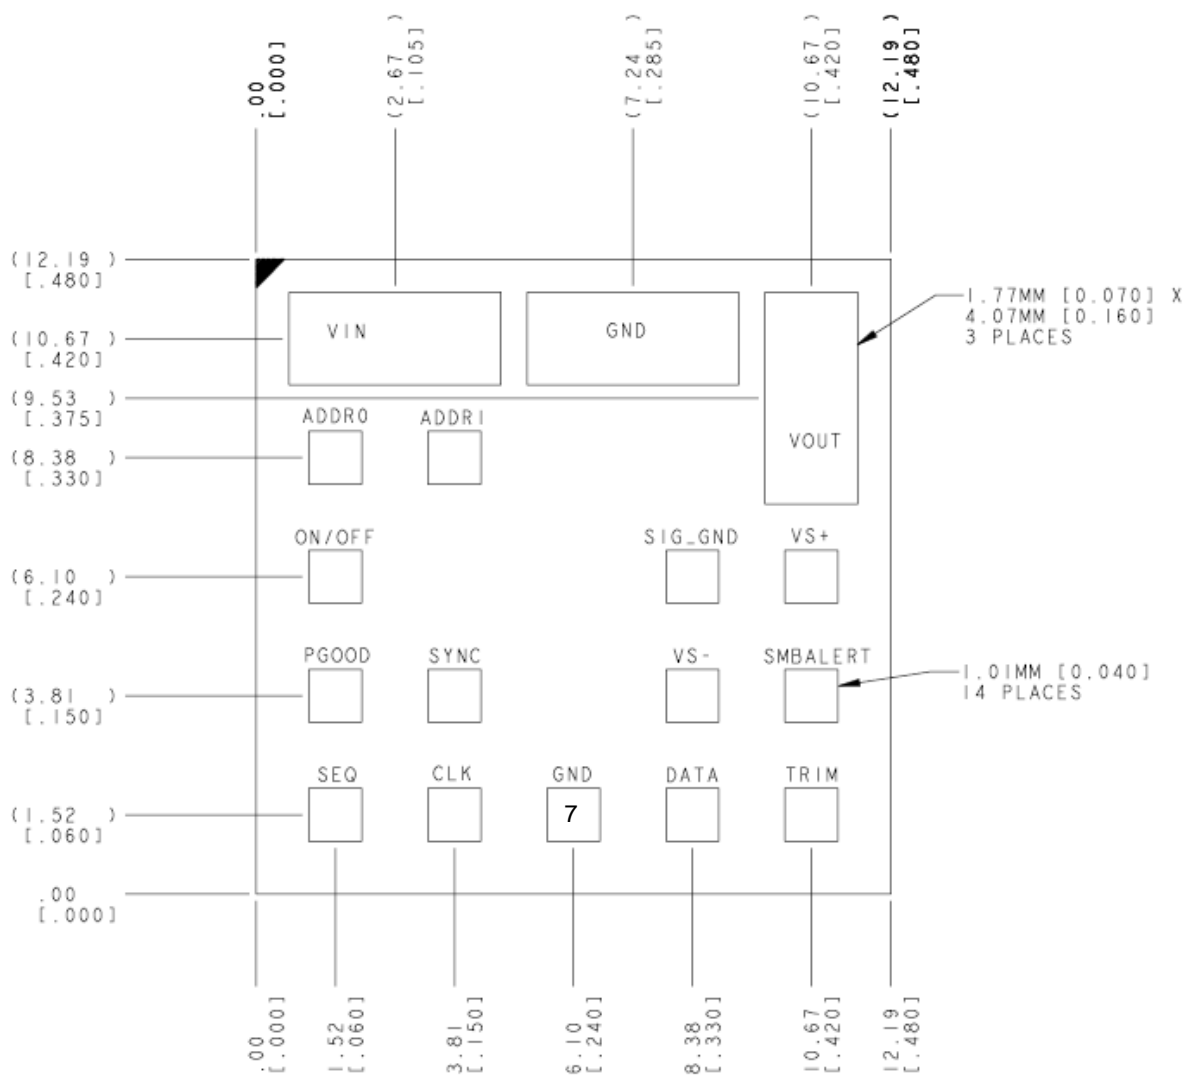 .00
[.000]
(2.67 )
[.105]
(7.24 )
[.285]
(10.67 )
[.420]
(12.19 )
[.480]
(12.19 )
[.480]
(10.67 )
[.420]
(9.53 )
[.375]
(8.38 )
[.330]
(6.10 )
[.240]
(3.81 )
[.150]
(1.52 )
[.060]
.00
[.000]
VIN
GND
VOUT
1.77MM [0.070] X
4.07MM [0.160]
3 PLACES
ADDR0
ADDR1
ON/OFF
SIG_GND
VS+
PGOOD
SYNC
VS-
SMBALERT
1.01MM [0.040]
14 PLACES
SEQ
CLK
GND
DATA
TRIM
7
.00
[.000]
1.52
[.060]
3.81
[.150]
6.10
[.240]
8.38
[.330]
10.67
[.420]
12.19
[.480]